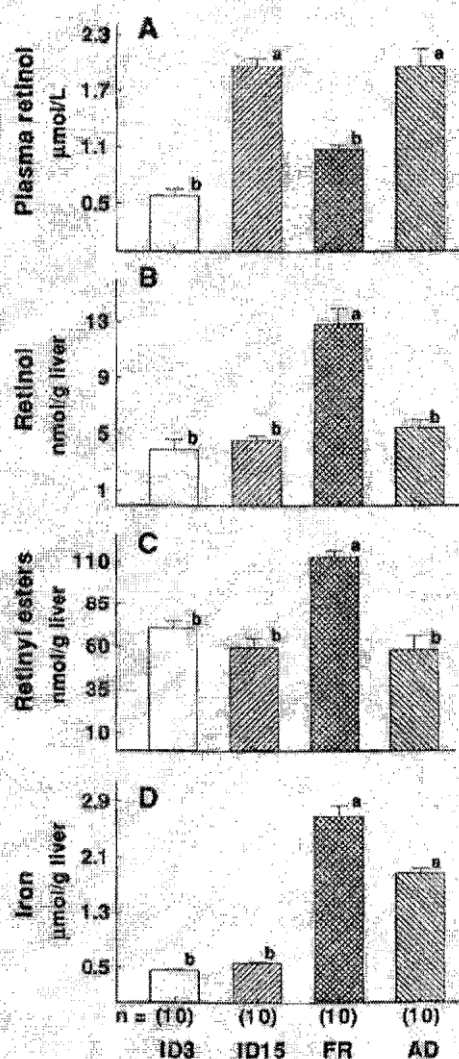 A
Plasma retinol
µmol/L
2.3
1.7
1.1
0.5
b
a
b
a
B
Retinol
nmol/g liver
13
9
5
1
b
b
a
b
C
Retinyl esters
nmol/g liver
110
85
60
35
10
b
b
a
b
D
Iron
µmol/g liver
2.9
2.1
1.3
0.5
b
b
a
a
n = (10) (10) (10) (10)
ID3 ID15 FR AD